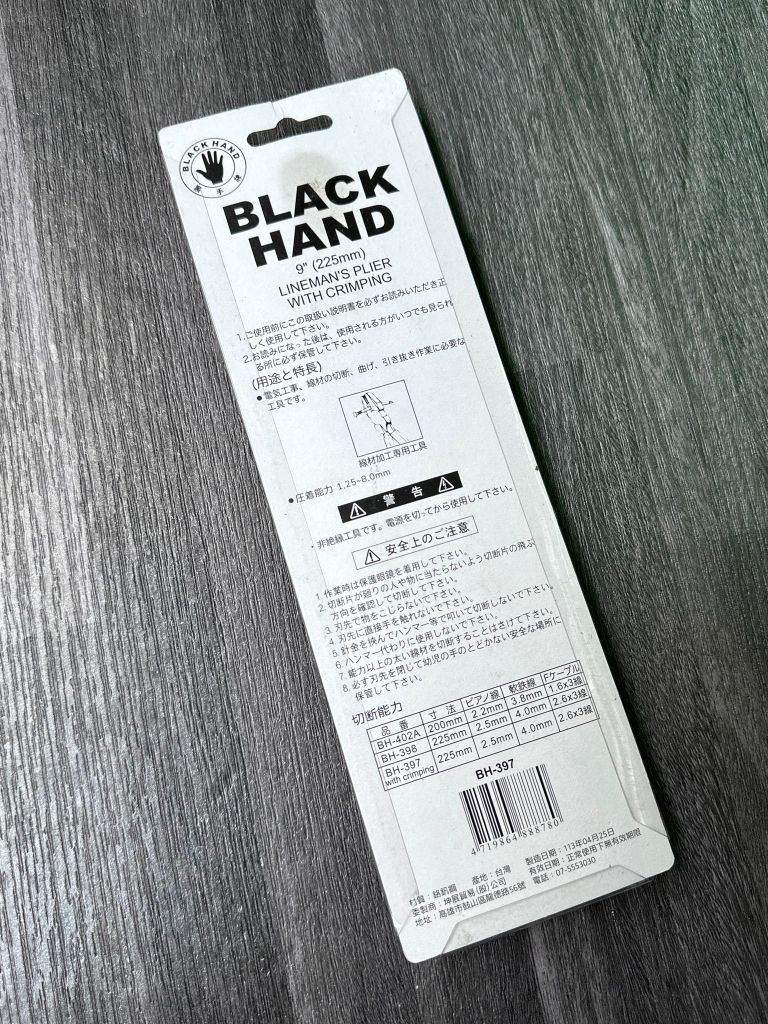 BLACK HAND
黑手牌
BLACK
HAND
9" (225mm)
LINEMAN'S PLIER
WITH CRIMPING
1.ご使用前にこの取扱い説明書を必ずお読みいただき正
しく使用して下さい。
2.お読みになった後は、使用される方がいつでも見られ
る所に必ず保管して下さい。
(用途と特長)
●電気工事、線材の切断、曲げ、引き抜き作業に必要な
工具です。
線材加工専用工具
●圧着能力 1.25~8.0mm
警告
・非絶縁工具です。電源を切ってから使用して下さい。
安全上のご注意
1.作業時は保護眼鏡を着用して下さい。
2.切断片が廻りの人や物に当たらないよう切断片の飛ぶ
方向を確認して切断して下さい。
3.刃先で物をこじらないで下さい。
4.刃先に直接手を触れないで下さい。
5.針金を挟んでハンマー等で叩いて切断しないで下さい。
6.ハンマー代わりに使用しないで下さい。
7.能力以上の太い線材を切断することはさけて下さい。
8.必ず刃先を閉じて幼児の手のとどかない安全な場所に
保管して下さい。
切断能力
品番 寸法 ピアノ線 軟鉄線 Fケーブル
BH-402A 200mm 2.2mm 3.8mm 1.6x3線
BH-398 225mm 2.5mm 4.0mm 2.6x3線
BH-397
with crimping 225mm 2.5mm 4.0mm 2.6x3線
BH-397
4719864888780
材質：鉻釩鋼 產地：台灣 製造日期：113年04月25日
委製商：坤展貿易(股)公司 有效日期：正常使用下無有效期限
地址：高雄市鼓山區龍德路56號 電話：07-5553030